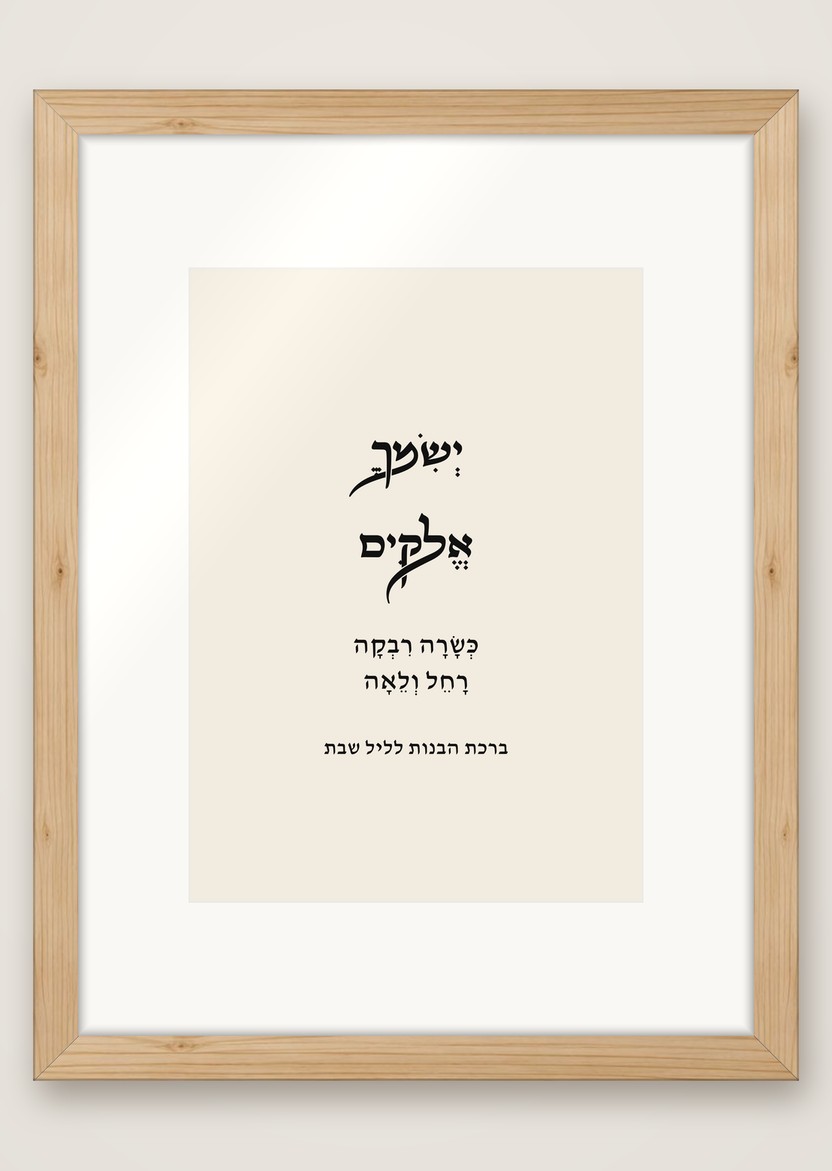 יְשִׂמֵךְ
אֱלֹקִים
כְּשָׂרָה רִבְקָה
רָחֵל וְלֵאָה
ברכת הבנות לליל שבת